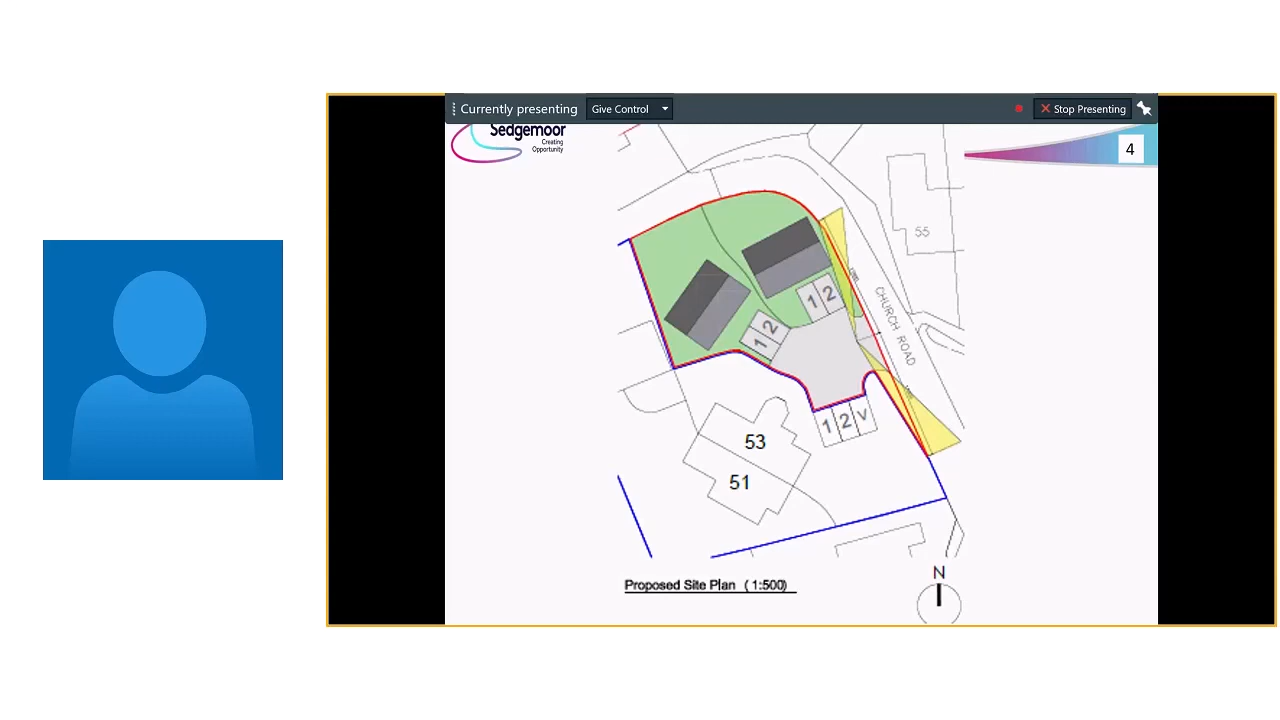 Currently presenting
Give Control
Stop Presenting
Sedgemoor
Creating
Opportunity
4
55
CHURCH ROAD
1 2
1 2
1 2 V
53
51
Proposed Site Plan (1:500)
N